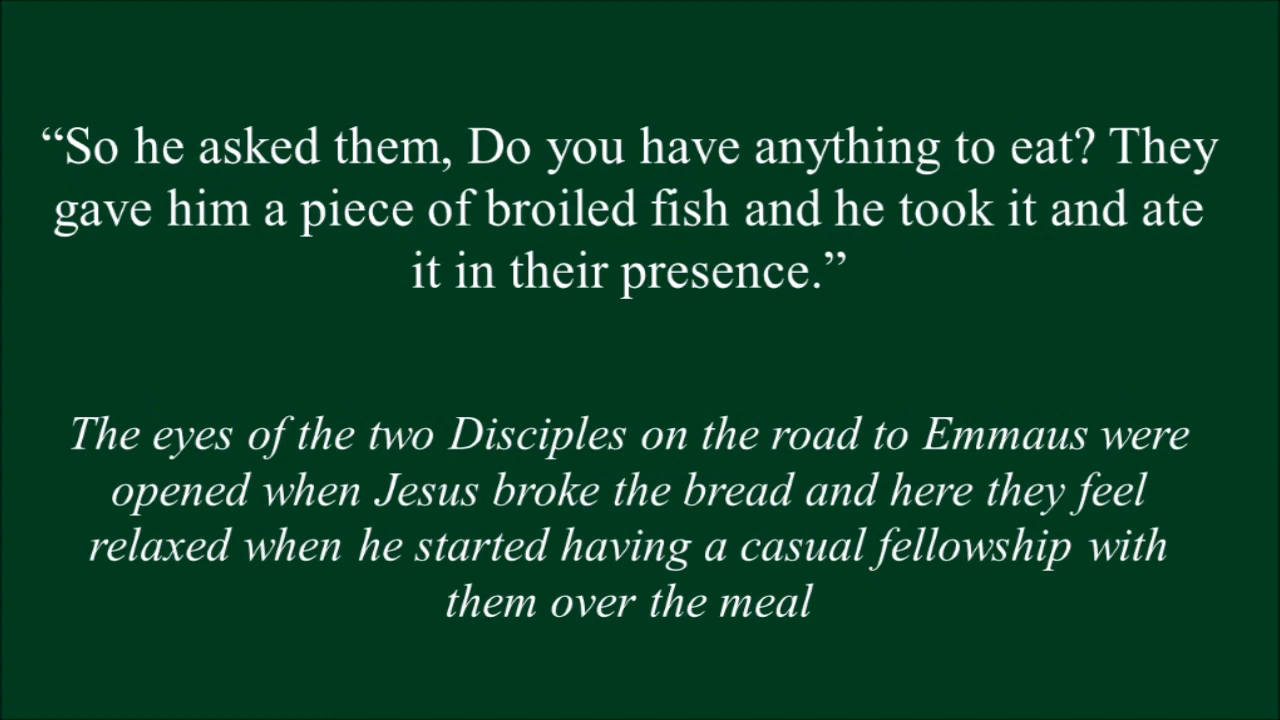 “So he asked them, Do you have anything to eat? They
gave him a piece of broiled fish and he took it and ate
it in their presence.”
The eyes of the two Disciples on the road to Emmaus were
opened when Jesus broke the bread and here they feel
relaxed when he started having a casual fellowship with
them over the meal